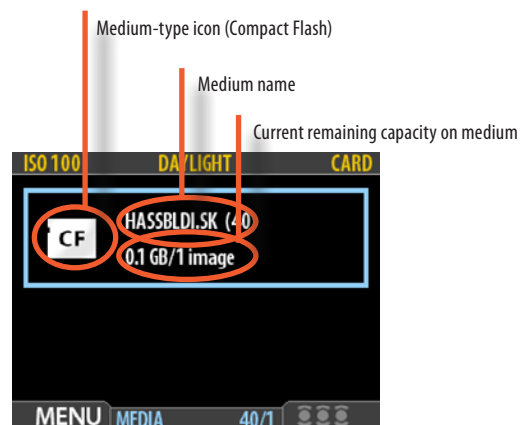 Medium-type icon (Compact Flash)
Medium name
Current remaining capacity on medium
ISO 100 DAYLIGHT CARD
CF
HASSBLDI.SK (40
0.1 GB/1 image
MENU MEDIA 40/1